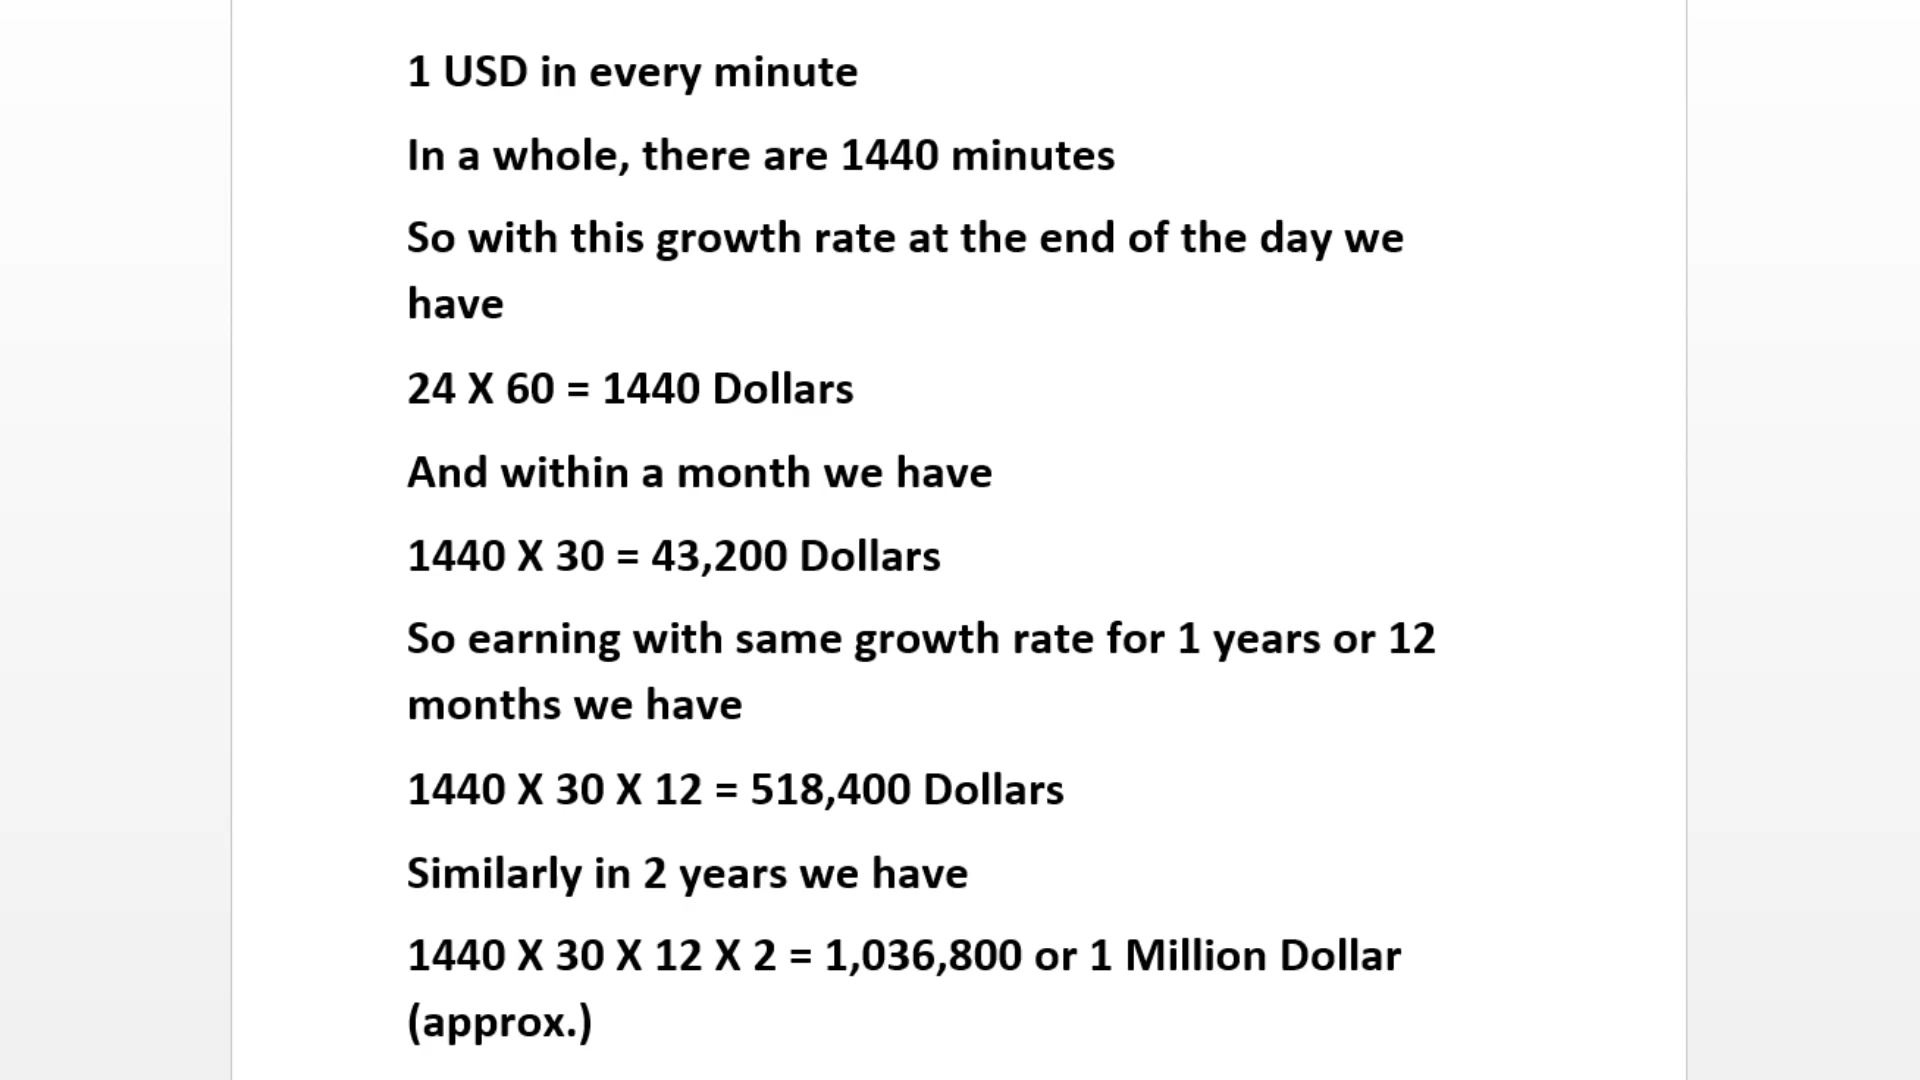 1 USD in every minute
In a whole, there are 1440 minutes
So with this growth rate at the end of the day we
have
24 X 60 = 1440 Dollars
And within a month we have
1440 X 30 = 43,200 Dollars
So earning with same growth rate for 1 years or 12
months we have
1440 X 30 X 12 = 518,400 Dollars
Similarly in 2 years we have
1440 X 30 X 12 X 2 = 1,036,800 or 1 Million Dollar
(approx.)